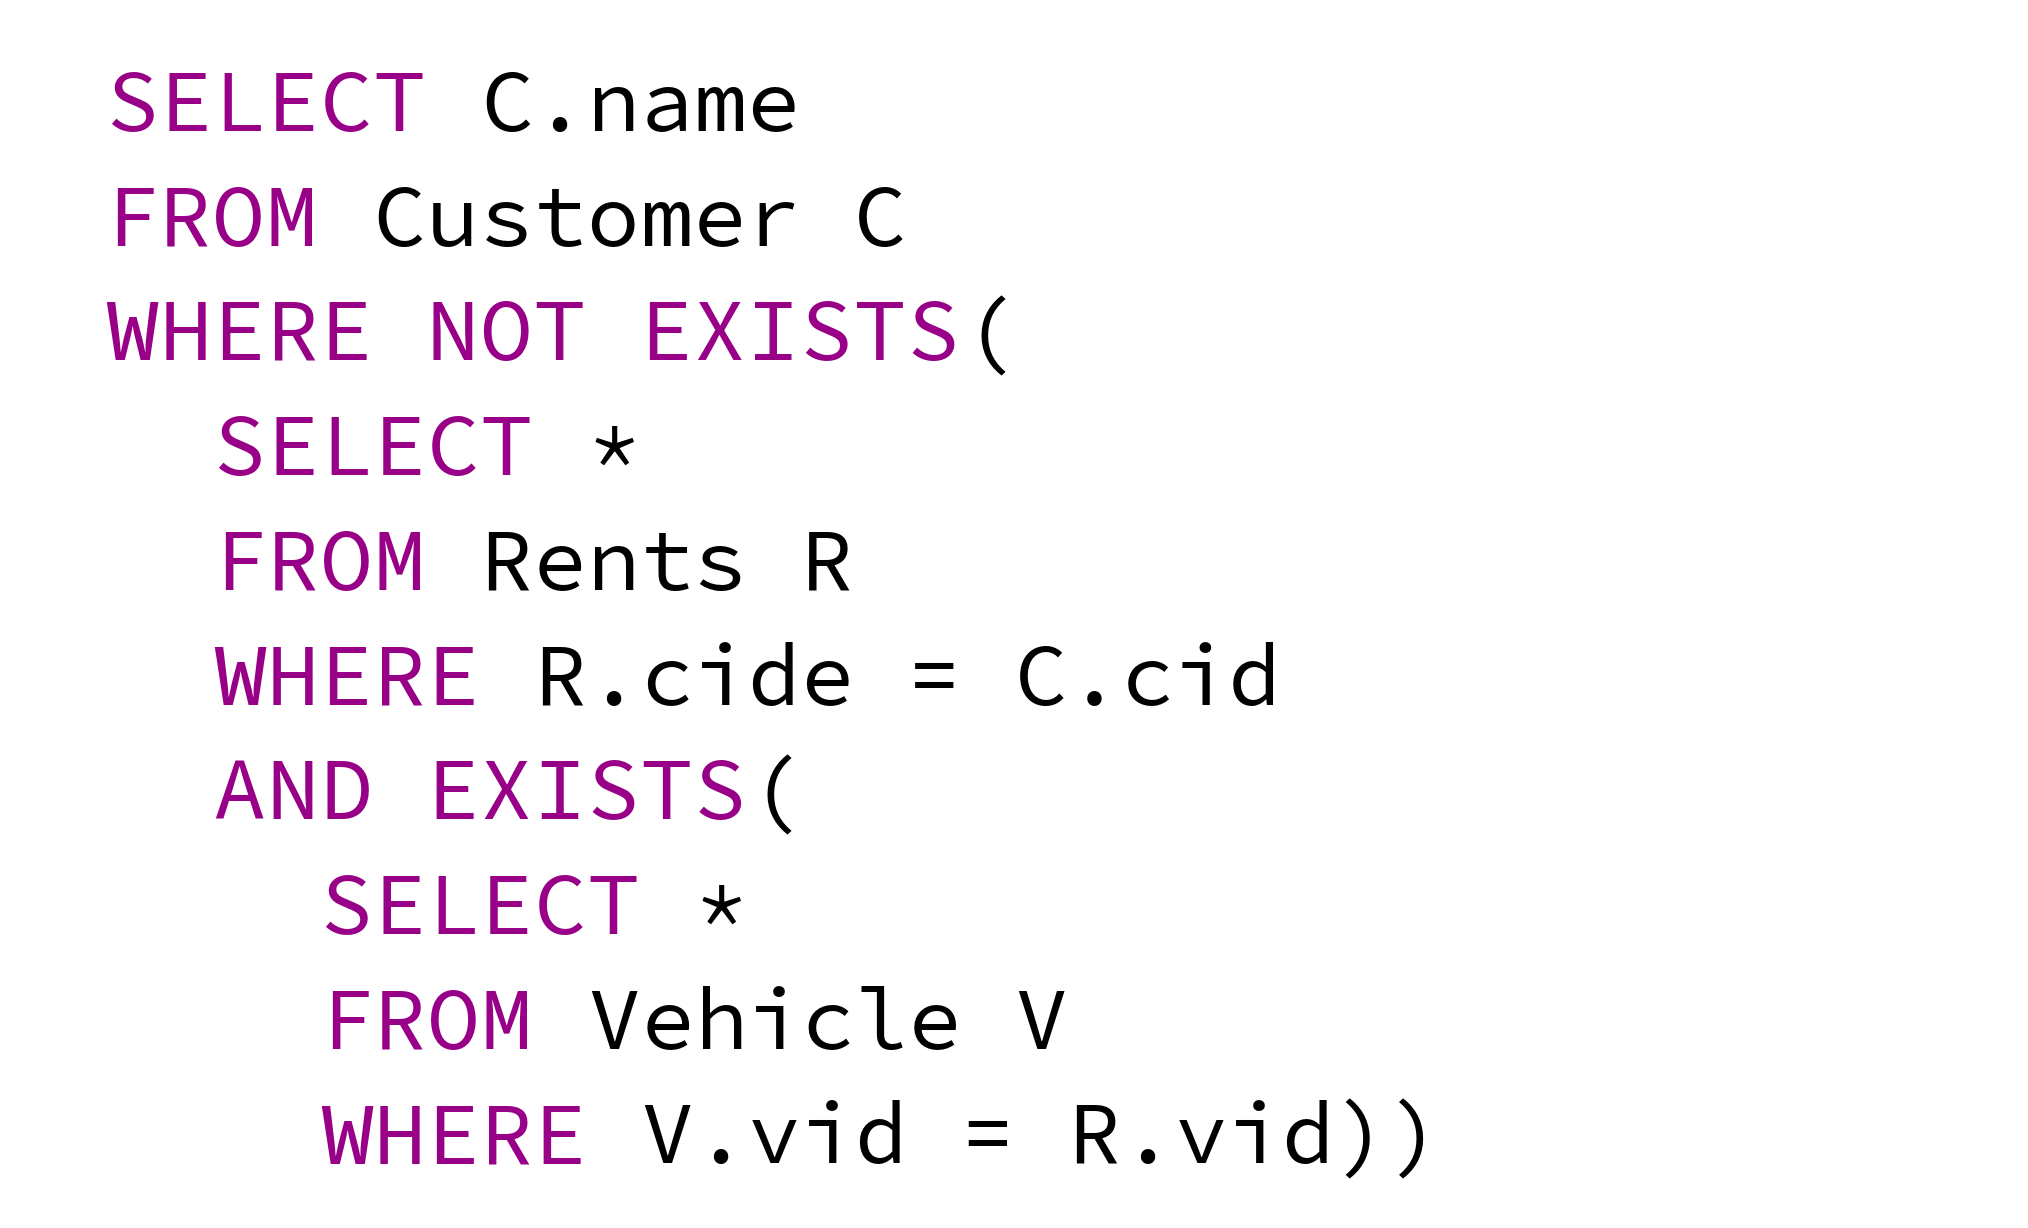 SELECT C.name
FROM Customer C
WHERE NOT EXISTS(
SELECT *
FROM Rents R
WHERE R.cide = C.cid
AND EXISTS(
SELECT *
FROM Vehicle V
WHERE V.vid = R.vid))